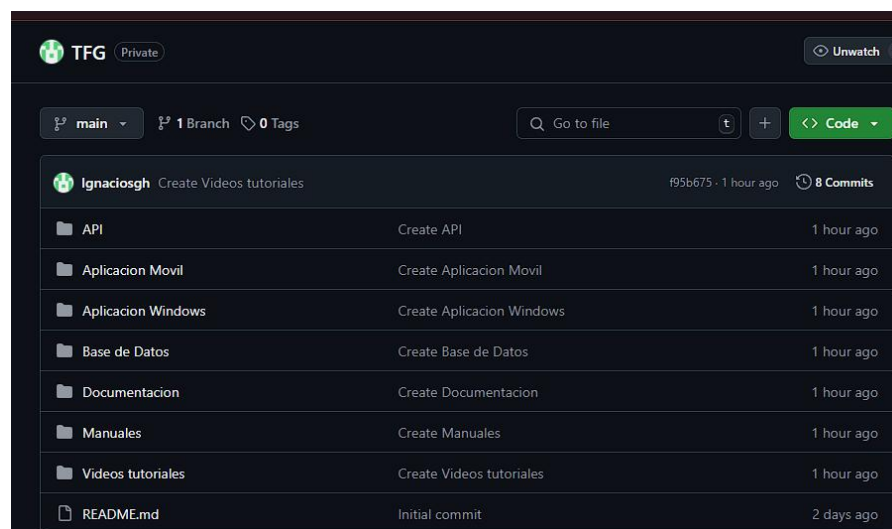 TFG Private Unwatch
main 1 Branch 0 Tags Go to file t Code
Ignaciosgh Create Videos tutoriales f95b675 · 1 hour ago 8 Commits
API Create API 1 hour ago
Aplicacion Movil Create Aplicacion Movil 1 hour ago
Aplicacion Windows Create Aplicacion Windows 1 hour ago
Base de Datos Create Base de Datos 1 hour ago
Documentacion Create Documentacion 1 hour ago
Manuales Create Manuales 1 hour ago
Videos tutoriales Create Videos tutoriales 1 hour ago
README.md Initial commit 2 days ago